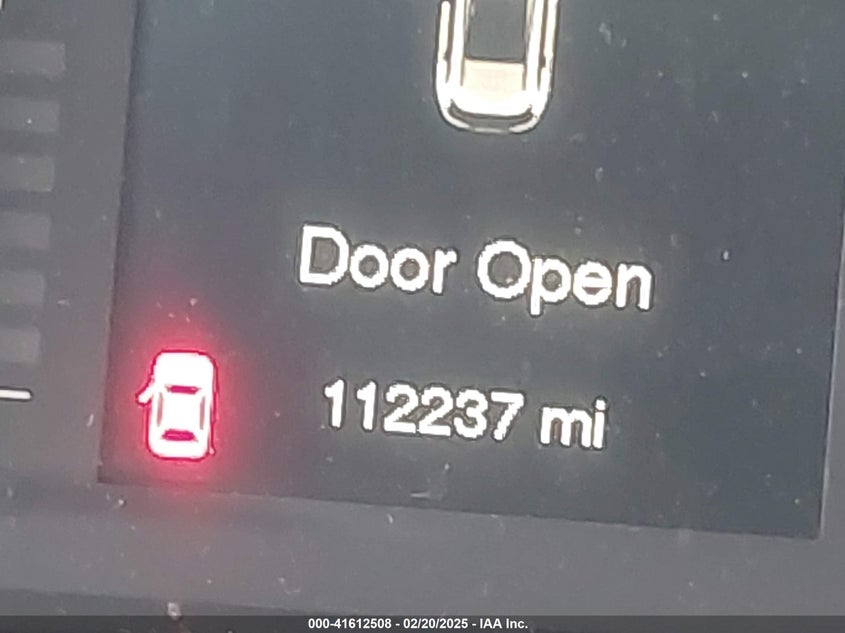 Door Open
112237 mi
000-41612508 - 02/20/2025 - IAA Inc.